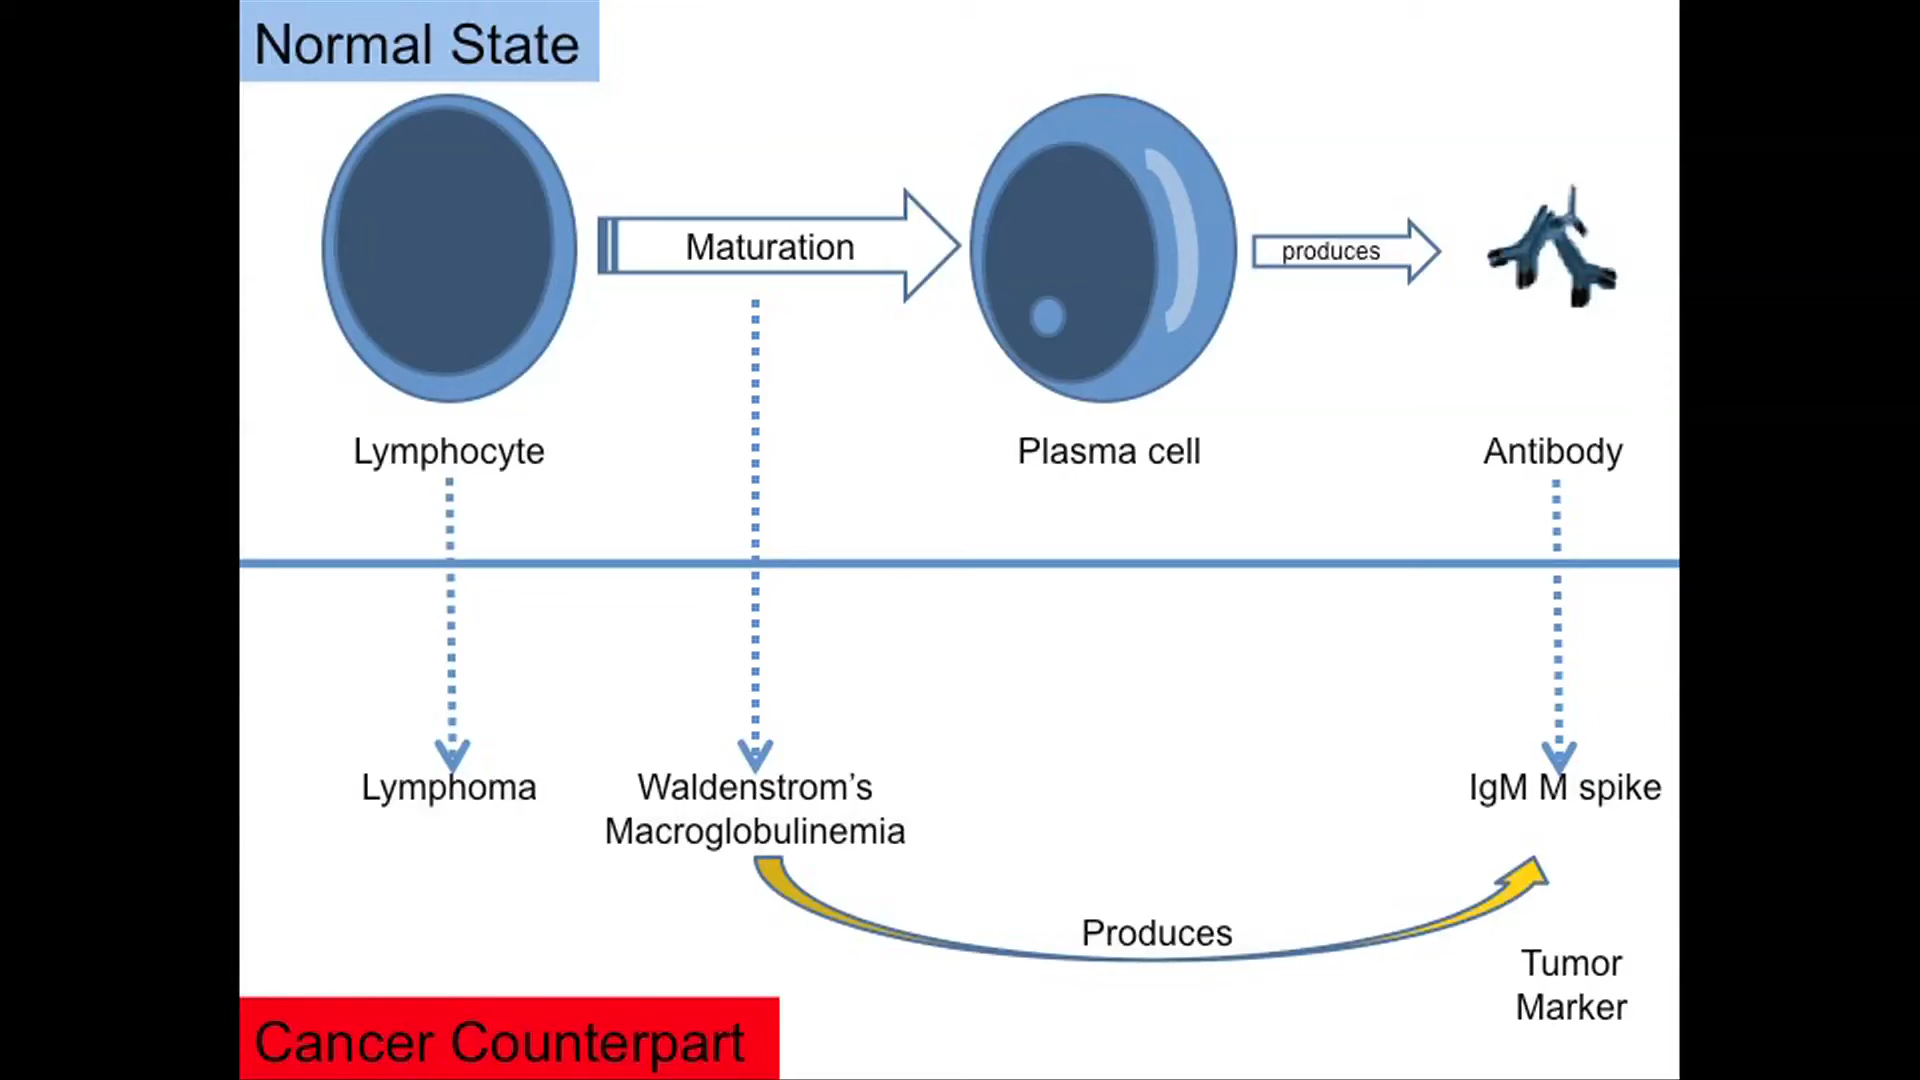 Normal State
Maturation
produces
Lymphocyte
Plasma cell
Antibody
Lymphoma
Waldenstrom’s
Macroglobulinemia
IgM M spike
Produces
Tumor
Marker
Cancer Counterpart